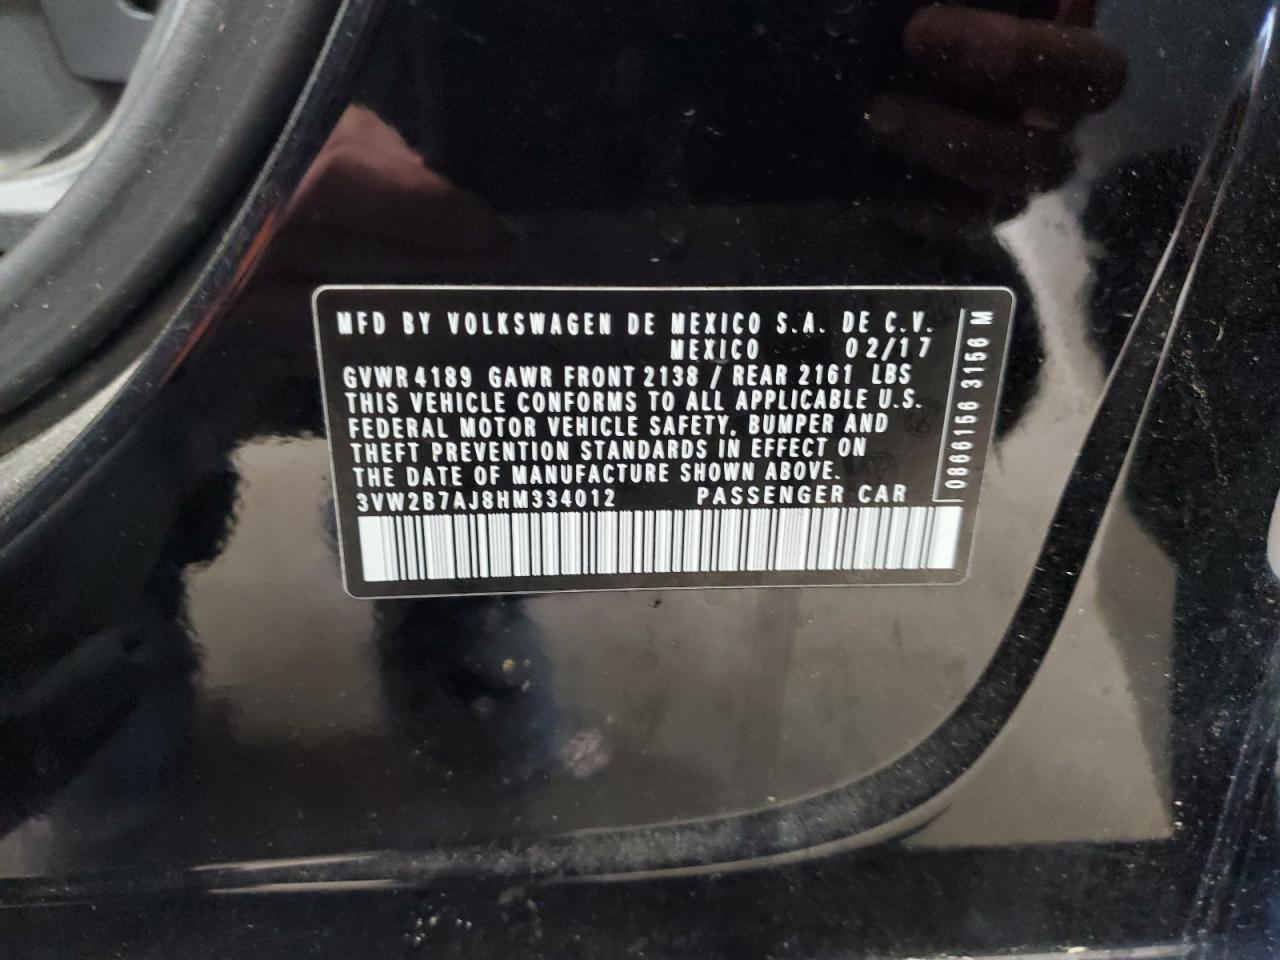 MFD BY VOLKSWAGEN DE MEXICO S.A. DE C.V.
MEXICO 02/17
GVWR 4189 GAWR FRONT 2138 / REAR 2161 LBS
THIS VEHICLE CONFORMS TO ALL APPLICABLE U.S.
FEDERAL MOTOR VEHICLE SAFETY, BUMPER AND
THEFT PREVENTION STANDARDS IN EFFECT ON
THE DATE OF MANUFACTURE SHOWN ABOVE.
3VW2B7AJ8HM334012 PASSENGER CAR
0866156 3156 M